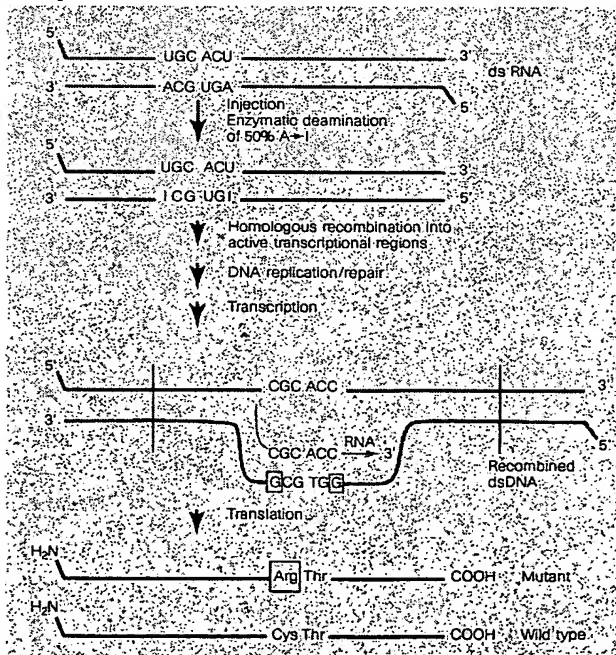 5'
UGC ACU 3' ds RNA
3' ACG UGA
5'
Injection
Enzymatic deamination
of 50% A→I
5'
UGC ACU 3'
3' ICG UGI 5'
Homologous recombination into
active transcriptional regions
DNA replication/repair
Transcription
5'
CGC ACC 3'
3'
5'
CGC ACC RNA 3'
GCG TGG
Recombined
dsDNA
Translation
H₂N
Arg Thr COOH Mutant
H₂N
Cys Thr COOH Wild type